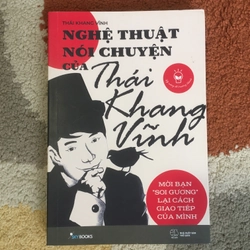 THÁI KHANG VĨNH
NGHỆ THUẬT
NÓI CHUYỆN
CỦA
Thái
Khang
Vĩnh
MỜI BẠN
"SOI GƯƠNG"
LẠI CÁCH
GIAO TIẾP
CỦA MÌNH
BOOKS